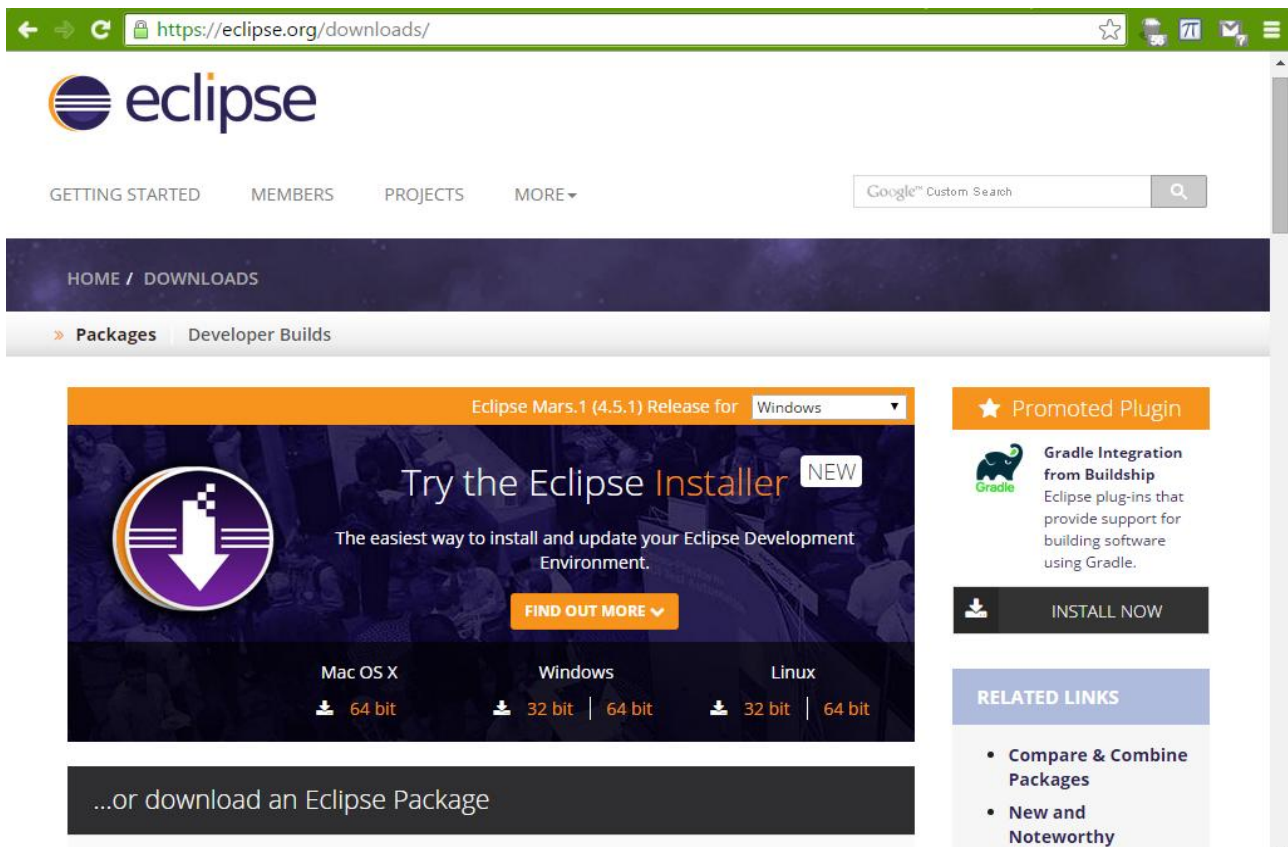 https://eclipse.org/downloads/
56
π
?
eclipse
GETTING STARTED MEMBERS PROJECTS MORE
Google™ Custom Search
HOME / DOWNLOADS
» Packages Developer Builds
Eclipse Mars.1 (4.5.1) Release for Windows
Try the Eclipse Installer NEW
The easiest way to install and update your Eclipse Development
Environment.
FIND OUT MORE
Mac OS X Windows Linux
64 bit 32 bit | 64 bit 32 bit | 64 bit
...or download an Eclipse Package
Promoted Plugin
Gradle
Gradle Integration
from Buildship
Eclipse plug-ins that
provide support for
building software
using Gradle.
INSTALL NOW
RELATED LINKS
• Compare & Combine
Packages
• New and
Noteworthy